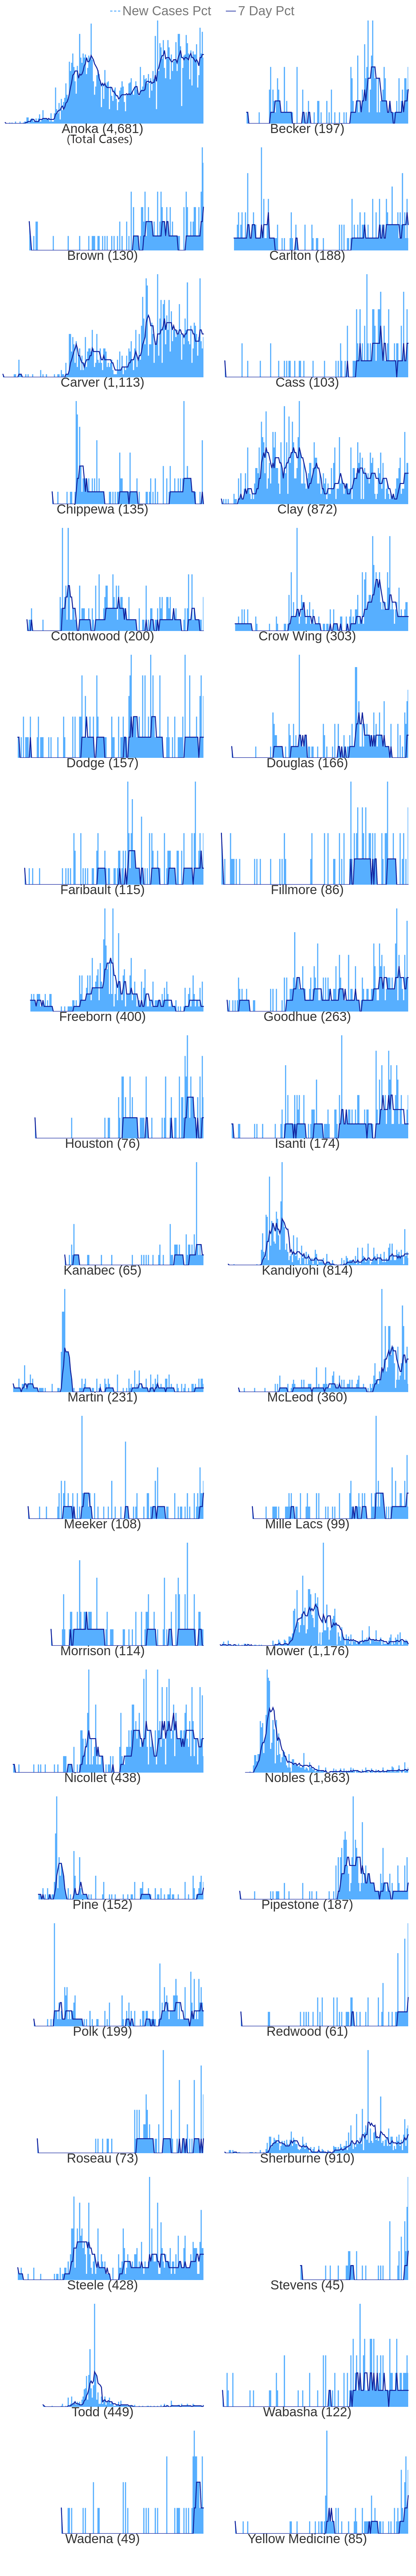 New Cases Pct 7 Day Pct
Anoka (4,681) Becker (197)
(Total Cases)
Brown (130) Carlton (188)
Carver (1,113) Cass (103)
Chippewa (135) Clay (872)
Cottonwood (200) Crow Wing (303)
Dodge (157) Douglas (166)
Faribault (115) Fillmore (86)
Freeborn (400) Goodhue (263)
Houston (76) Isanti (174)
Kanabec (65) Kandiyohi (814)
Martin (231) McLeod (360)
Meeker (108) Mille Lacs (99)
Morrison (114) Mower (1,176)
Nicollet (438) Nobles (1,863)
Pine (152) Pipestone (187)
Polk (199) Redwood (61)
Roseau (73) Sherburne (910)
Steele (428) Stevens (45)
Todd (449) Wabasha (122)
Wadena (49) Yellow Medicine (85)